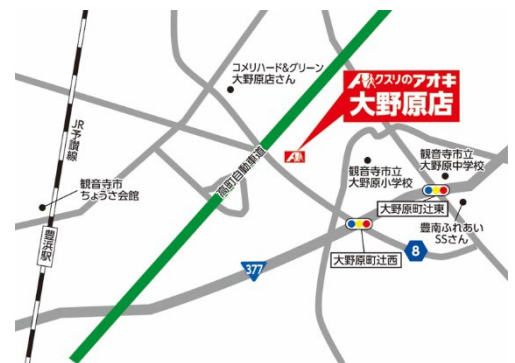 コメリハード&グリーン
大野原店さん
クスリのアオキ
大野原店
JR予讃線
高町自動車道
観音寺市
ちょうさ会館
豊浜駅
観音寺市立
大野原小学校
観音寺市立
大野原中学校
大野原町辻東
豊南ふれあい
SSさん
大野原町辻西
8
377